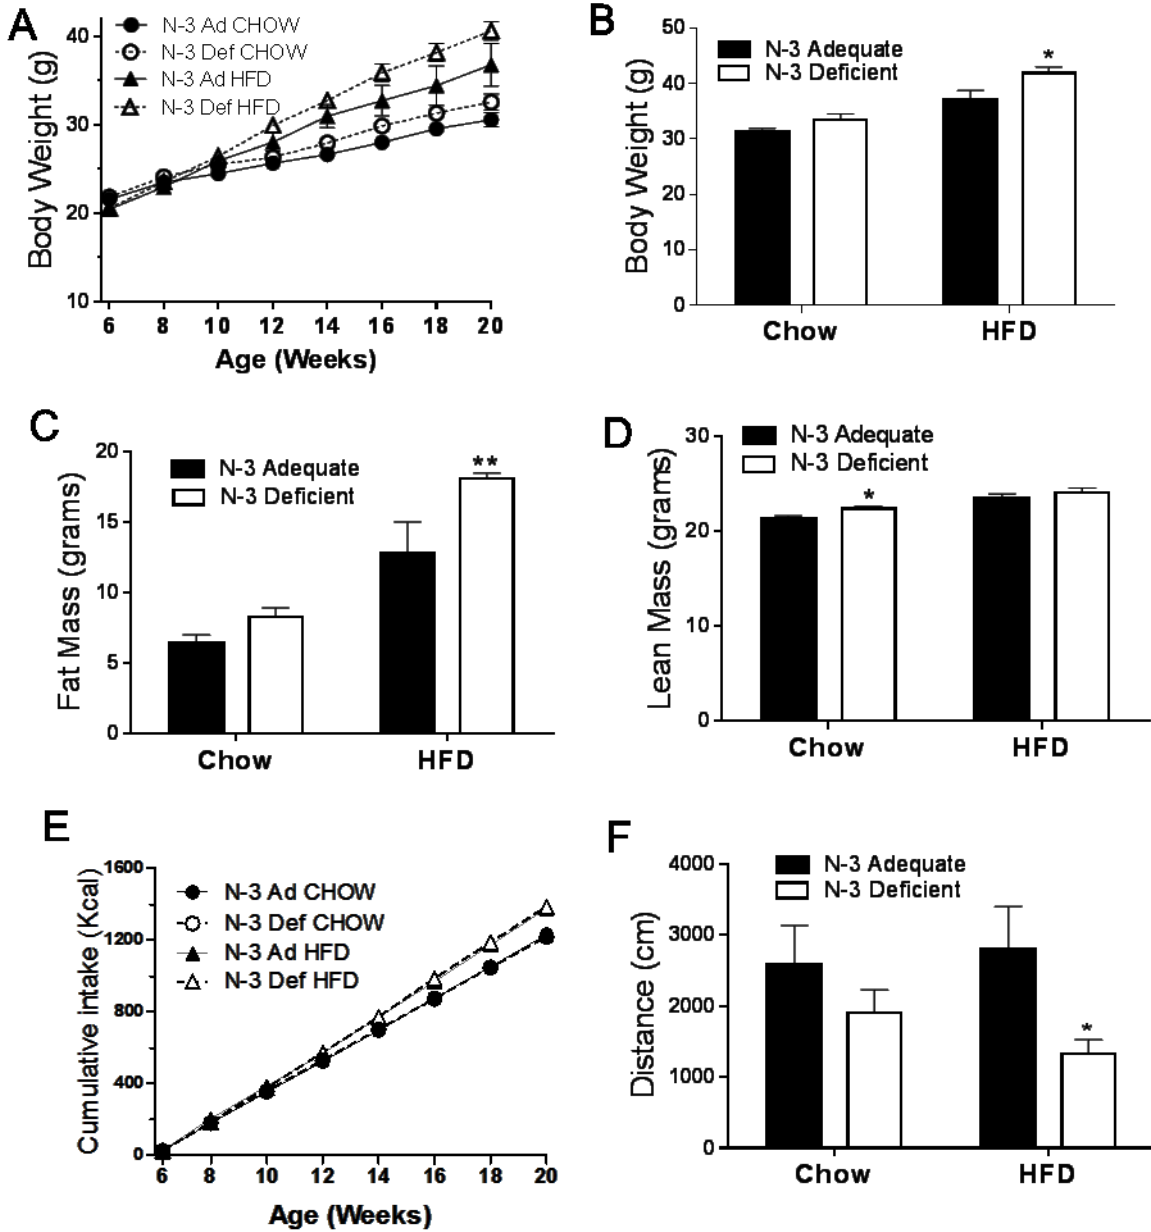 A
N-3 Ad CHOW
N-3 Def CHOW
N-3 Ad HFD
N-3 Def HFD
Body Weight (g)
40
30
20
10
6 8 10 12 14 16 18 20
Age (Weeks)
B
N-3 Adequate
N-3 Deficient
*
Body Weight (g)
50
40
30
20
10
0
Chow HFD
C
N-3 Adequate
N-3 Deficient
**
Fat Mass (grams)
20
15
10
5
0
Chow HFD
D
N-3 Adequate
N-3 Deficient
*
Lean Mass (grams)
30
20
10
0
Chow HFD
E
N-3 Ad CHOW
N-3 Def CHOW
N-3 Ad HFD
N-3 Def HFD
Cumulative intake (Kcal)
1600
1200
800
400
0
6 8 10 12 14 16 18 20
Age (Weeks)
F
N-3 Adequate
N-3 Deficient
*
Distance (cm)
4000
3000
2000
1000
0
Chow HFD